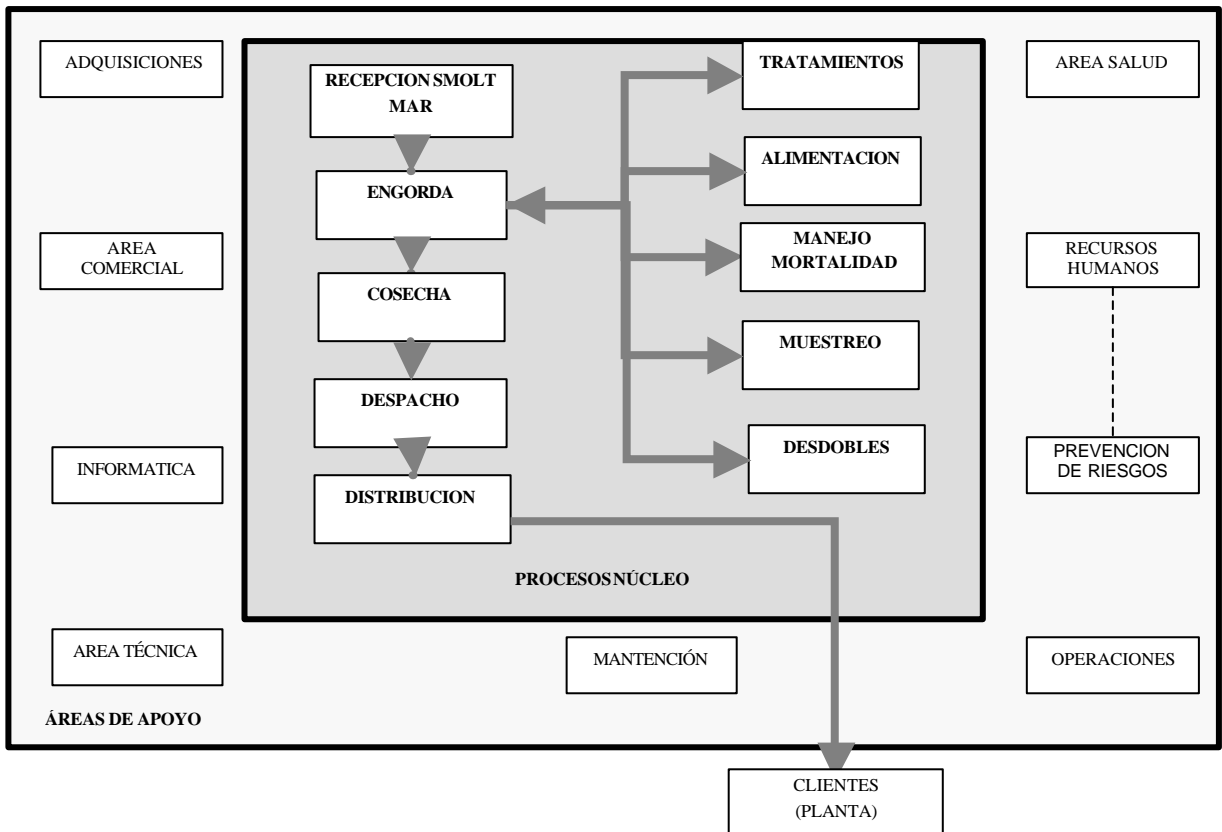 ADQUISICIONES
RECEPCION SMOLT
MAR
TRATAMIENTOS
AREA SALUD
ENGORDA
ALIMENTACION
AREA
COMERCIAL
COSECHA
MANEJO
MORTALIDAD
RECURSOS
HUMANOS
DESPACHO
MUESTREO
INFORMATICA
DISTRIBUCION
DESDOBLES
PREVENCION
DE RIESGOS
PROCESOS NÚCLEO
AREA TÉCNICA
MANTENCIÓN
OPERACIONES
ÁREAS DE APOYO
CLIENTES
(PLANTA)